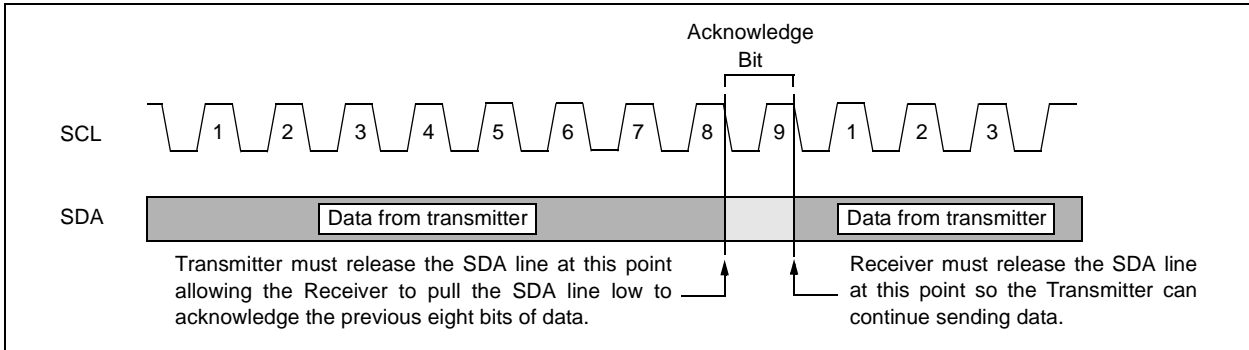 Acknowledge
Bit
SCL
1 2 3 4 5 6 7 8 9 1 2 3
SDA
Data from transmitter
Data from transmitter
Transmitter must release the SDA line at this point
allowing the Receiver to pull the SDA line low to
acknowledge the previous eight bits of data.
Receiver must release the SDA line
at this point so the Transmitter can
continue sending data.